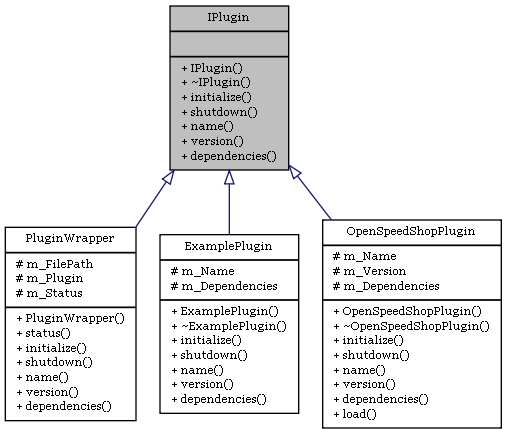 IPlugin
+ IPlugin()
+ ~IPlugin()
+ initialize()
+ shutdown()
+ name()
+ version()
+ dependencies()
PluginWrapper
# m_FilePath
# m_Plugin
# m_Status
+ PluginWrapper()
+ status()
+ initialize()
+ shutdown()
+ name()
+ version()
+ dependencies()
ExamplePlugin
# m_Name
# m_Dependencies
+ ExamplePlugin()
+ ~ExamplePlugin()
+ initialize()
+ shutdown()
+ name()
+ version()
+ dependencies()
OpenSpeedShopPlugin
# m_Name
# m_Version
# m_Dependencies
+ OpenSpeedShopPlugin()
+ ~OpenSpeedShopPlugin()
+ initialize()
+ shutdown()
+ name()
+ version()
+ dependencies()
+ load()